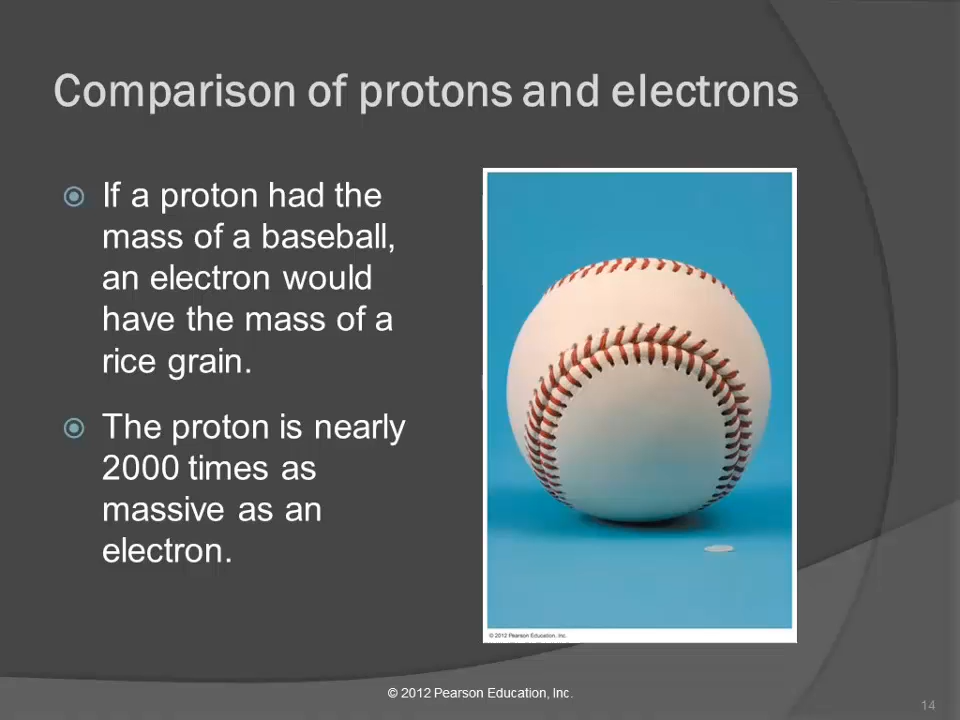 Comparison of protons and electrons
If a proton had the
mass of a baseball,
an electron would
have the mass of a
rice grain.
The proton is nearly
2000 times as
massive as an
electron.
© 2012 Pearson Education, Inc.
© 2012 Pearson Education, Inc.
14